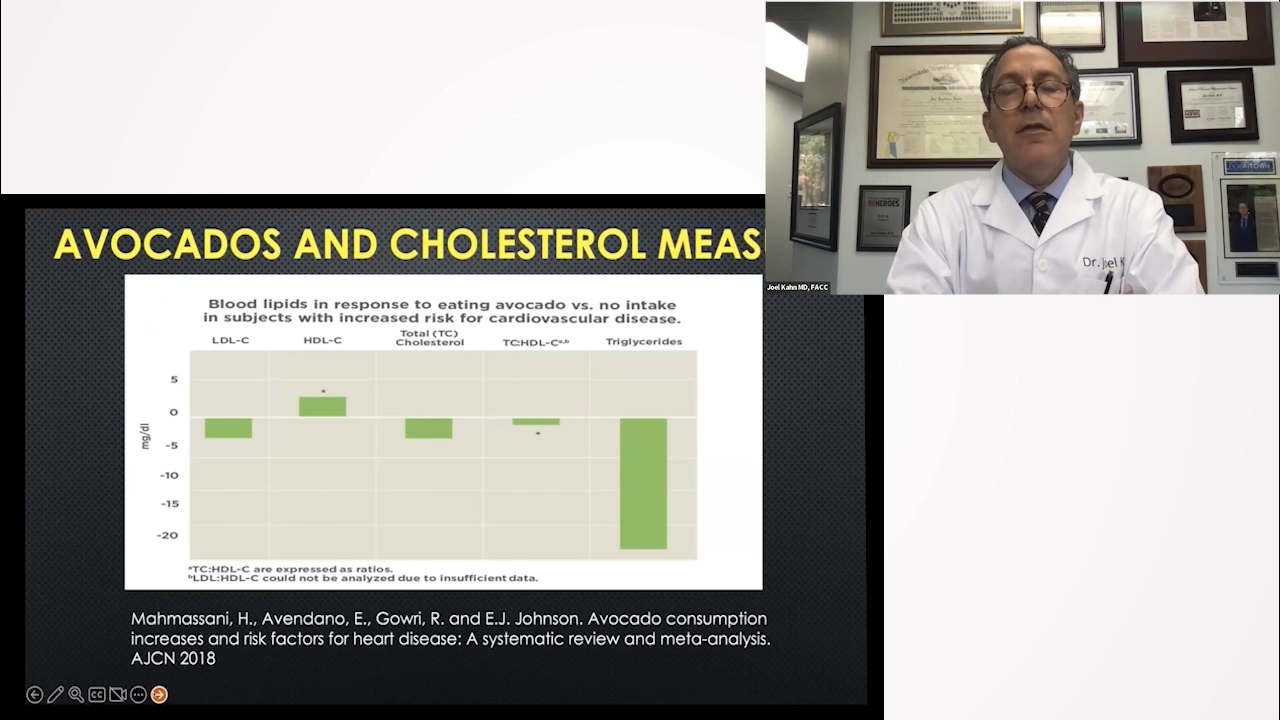 AVOCADOS AND CHOLESTEROL MEAS
Blood lipids in response to eating avocado vs. no intake
in subjects with increased risk for cardiovascular disease.
LDL-C
HDL-C
Total (TC)
Cholesterol
TC:HDL-Cᵃ,ᵇ
Triglycerides
mg/dl
5
0
-5
-10
-15
-20
*
*
ᵃTC:HDL-C are expressed as ratios.
ᵇLDL:HDL-C could not be analyzed due to insufficient data.
Mahmassani, H., Avendano, E., Gowri, R. and E.J. Johnson. Avocado consumption
increases and risk factors for heart disease: A systematic review and meta-analysis.
AJCN 2018
CC
Joel Kahn MD, FACC
Dr. Joel K
HEROES
DOWNTOWN